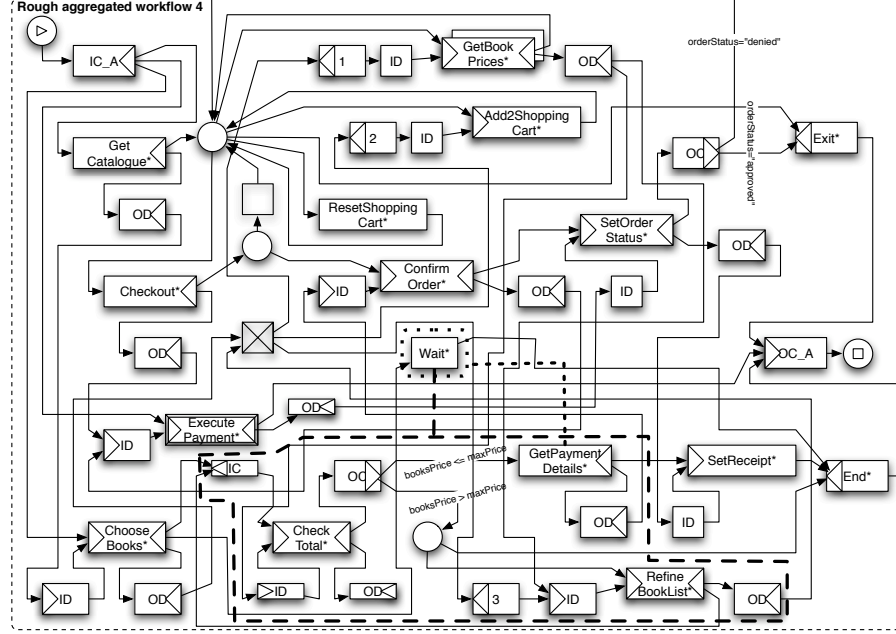 Rough aggregated workflow 4
IC_A
1
ID
GetBook
Prices*
OD
orderStatus="denied"
Get
Catalogue*
2
ID
Add2Shopping
Cart*
OC
orderStatus="approved"
Exit*
OD
ResetShopping
Cart*
SetOrder
Status*
OD
Checkout*
ID
Confirm
Order*
OD
ID
OD
Wait*
OC_A
Execute
Payment*
OD
ID
IC
OC
booksPrice <= maxPrice
GetPayment
Details*
SetReceipt*
End*
booksPrice > maxPrice
Choose
Books*
Check
Total*
OD
ID
ID
OD
ID
OD
3
ID
Refine
BookList*
OD